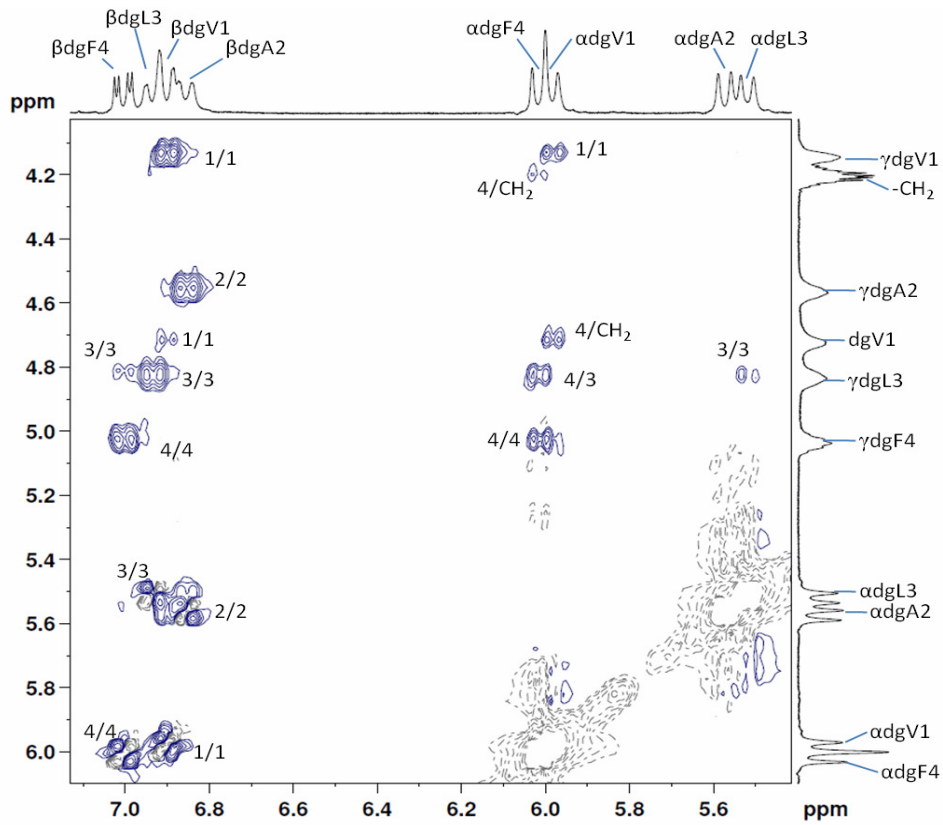 βdgF4
βdgL3
βdgV1
βdgA2
αdgF4
αdgV1
αdgA2
αdgL3
ppm
4.2
4.4
4.6
4.8
5.0
5.2
5.4
5.6
5.8
6.0
1/1
1/1
4/CH₂
2/2
1/1
4/CH₂
3/3
3/3
3/3
4/3
4/4
4/4
3/3
2/2
4/4
1/1
γdgV1
-CH₂
γdgA2
dgV1
γdgL3
γdgF4
αdgL3
αdgA2
αdgV1
αdgF4
7.0
6.8
6.6
6.4
6.2
6.0
5.8
5.6
ppm